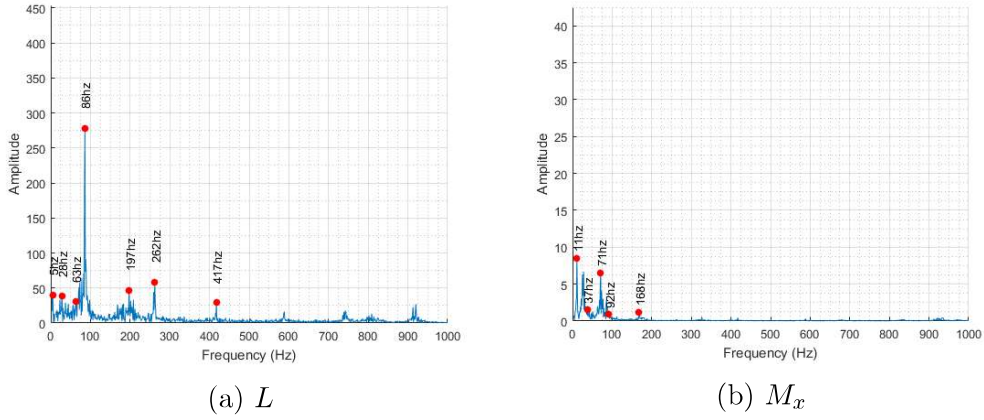 450
400
350
300
250
200
150
100
50
0
Amplitude
5hz
28hz
63hz
86hz
197hz
262hz
417hz
0 100 200 300 400 500 600 700 800 900 1000
Frequency (Hz)
(a) L
40
35
30
25
20
15
10
5
0
Amplitude
11hz
37hz
71hz
92hz
168hz
0 100 200 300 400 500 600 700 800 900 1000
Frequency (Hz)
(b) Mₓ